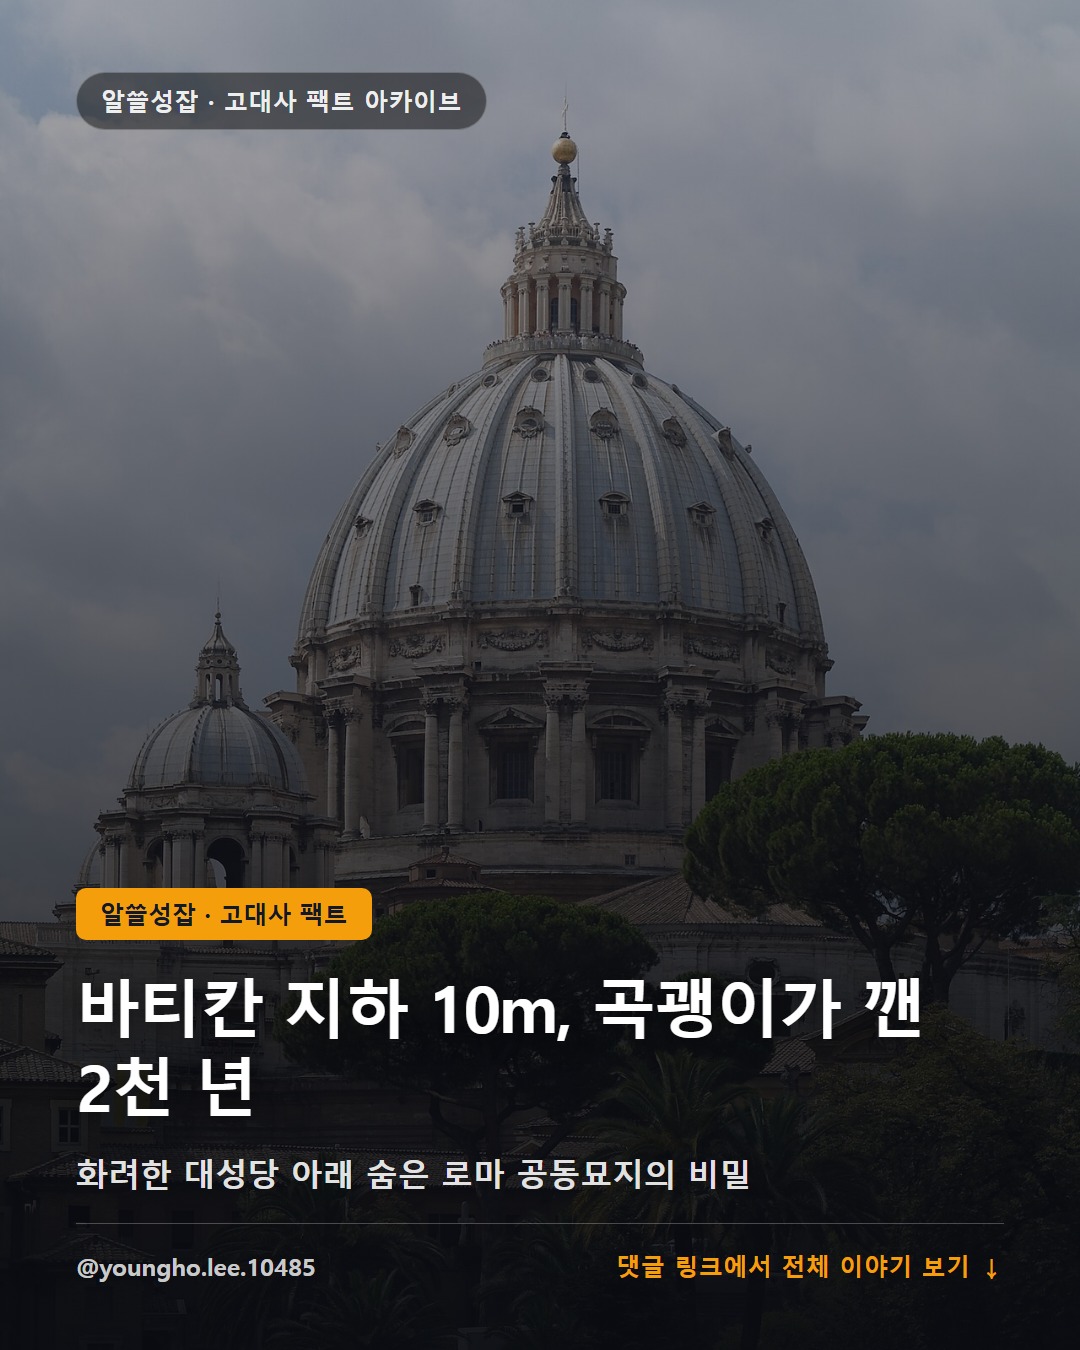 알쓸성잡 · 고대사 팩트 아카이브
알쓸성잡 · 고대사 팩트
바티칸 지하 10m, 곡괭이가 깬
2천 년
화려한 대성당 아래 숨은 로마 공동묘지의 비밀
@youngho.lee.10485
댓글 링크에서 전체 이야기 보기 ↓